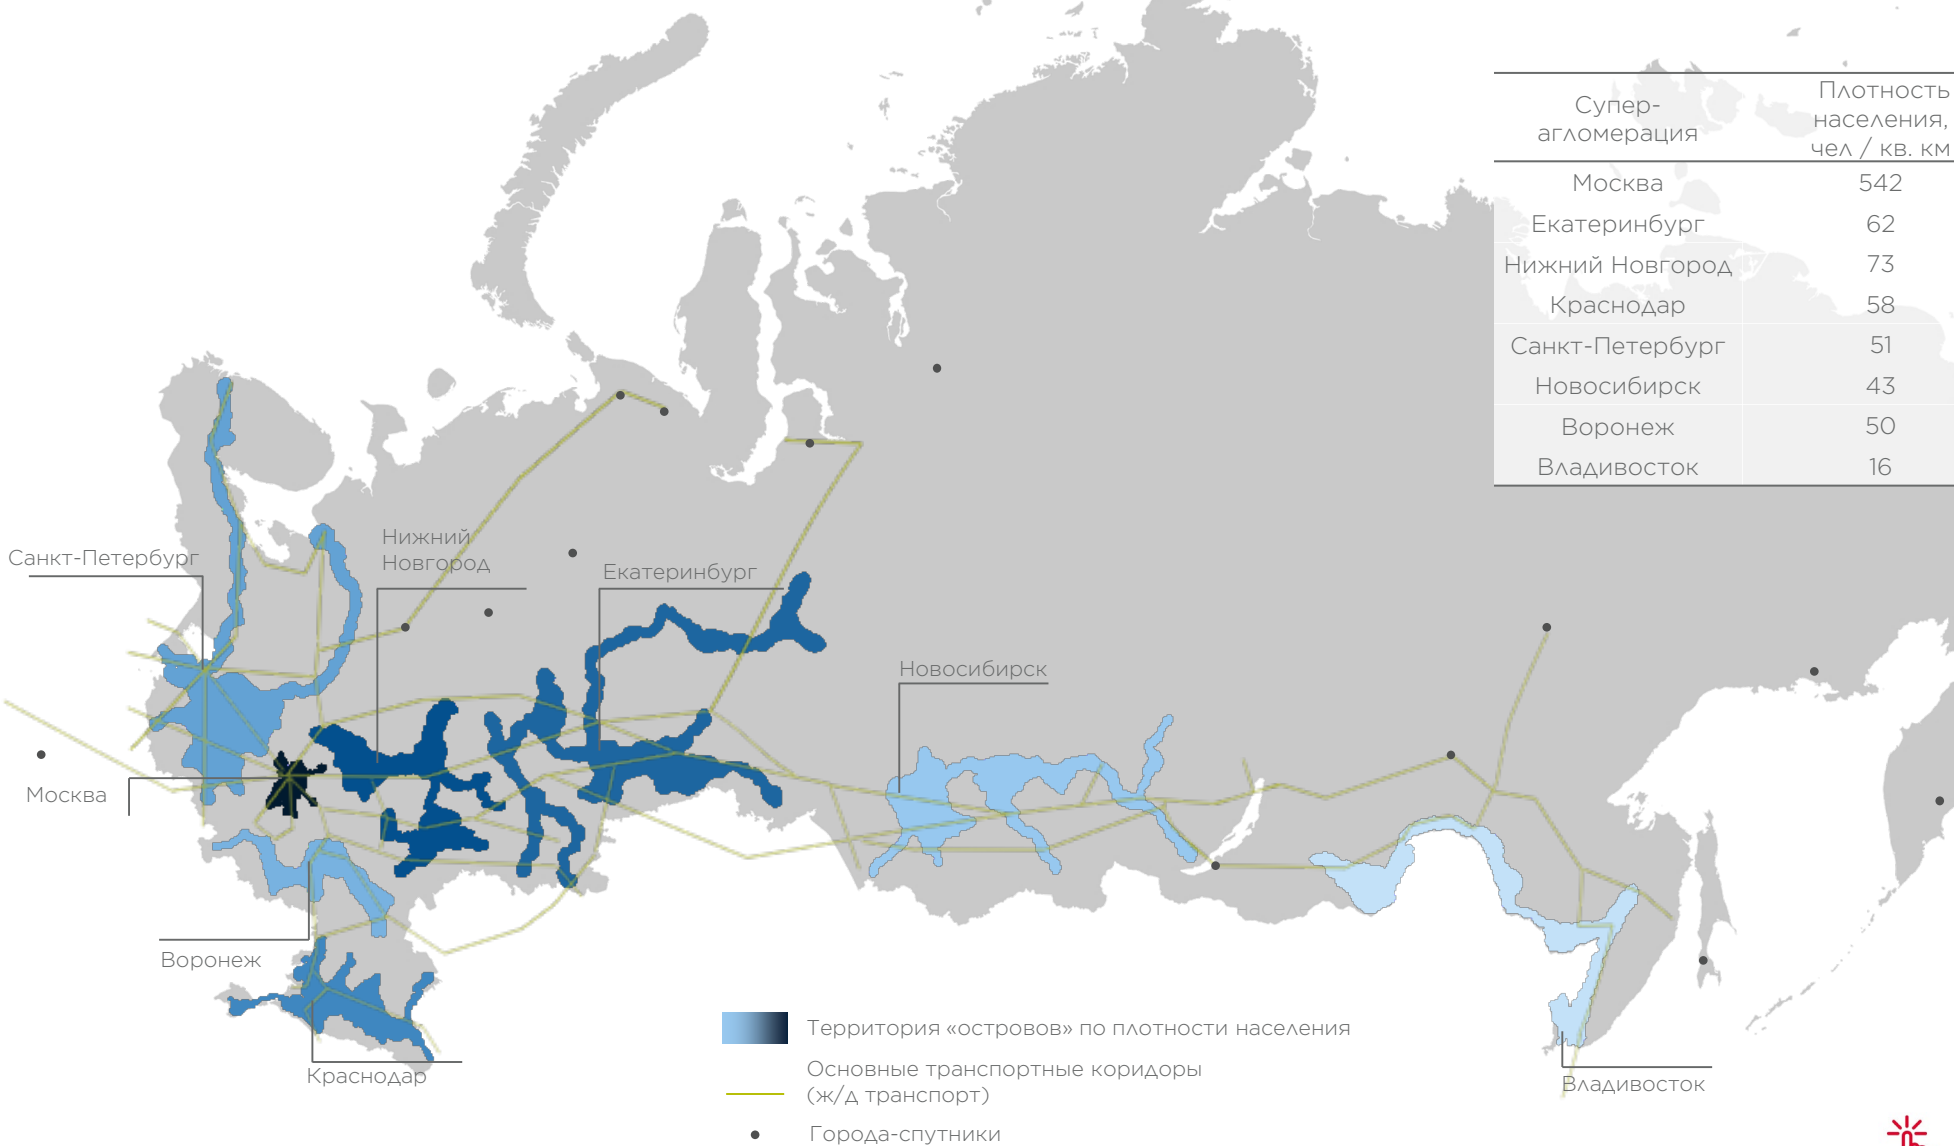 Супер-
агломерация
Плотность
населения,
чел / кв. км
Москва 542
Екатеринбург 62
Нижний Новгород 73
Краснодар 58
Санкт-Петербург 51
Новосибирск 43
Воронеж 50
Владивосток 16
Санкт-Петербург
Нижний
Новгород
Екатеринбург
Новосибирск
Москва
Воронеж
Краснодар
Владивосток
Территория «островов» по плотности населения
Основные транспортные коридоры
(ж/д транспорт)
Города-спутники